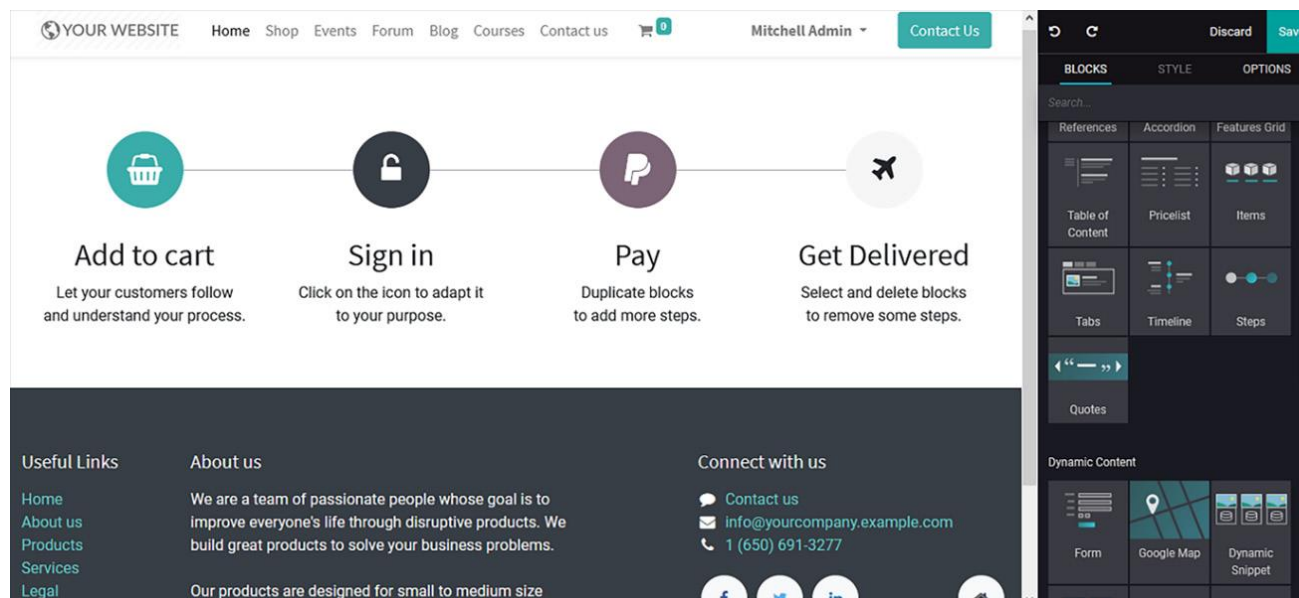 YOUR WEBSITE Home Shop Events Forum Blog Courses Contact us 0 Mitchell Admin Contact Us
Add to cart Sign in Pay Get Delivered
Let your customers follow Click on the icon to adapt it Duplicate blocks Select and delete blocks
and understand your process. to your purpose. to add more steps. to remove some steps.
Useful Links
Home
About us
Products
Services
Legal
About us
We are a team of passionate people whose goal is to
improve everyone's life through disruptive products. We
build great products to solve your business problems.
Our products are designed for small to medium size
Connect with us
Contact us
info@yourcompany.example.com
1 (650) 691-3277
Discard Sav
BLOCKS STYLE OPTIONS
Search...
References Accordion Features Grid
Table of Content Pricelist Items
Tabs Timeline Steps
Quotes
Dynamic Content
Form Google Map Dynamic Snippet